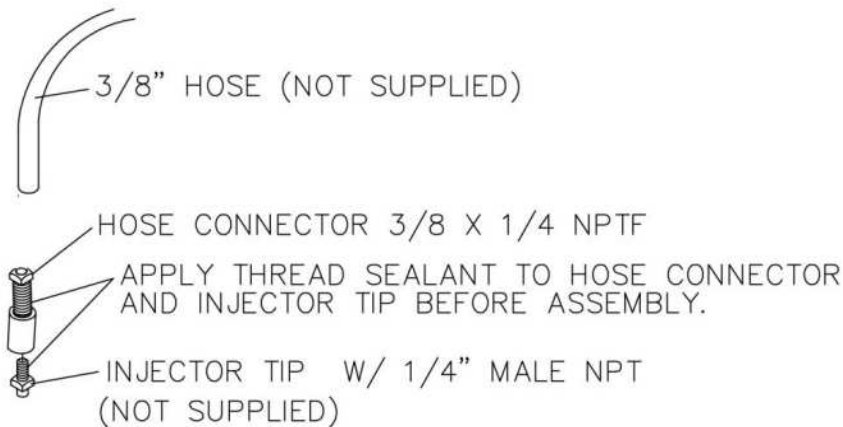 3/8" HOSE (NOT SUPPLIED)
HOSE CONNECTOR 3/8 X 1/4 NPTF
APPLY THREAD SEALANT TO HOSE CONNECTOR
AND INJECTOR TIP BEFORE ASSEMBLY.
INJECTOR TIP W/ 1/4" MALE NPT
(NOT SUPPLIED)